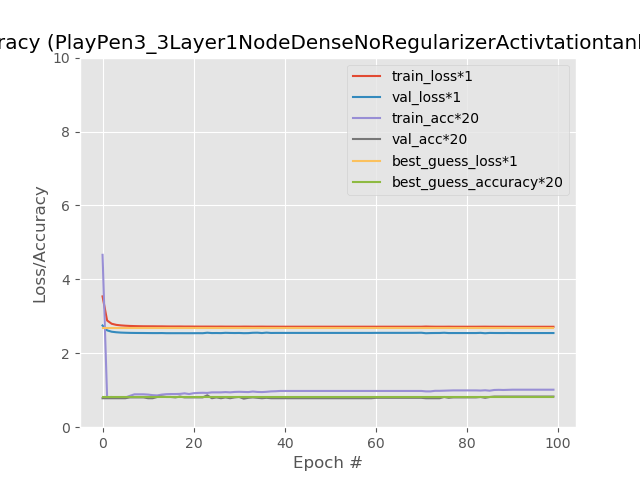 racy (PlayPen3_3Layer1NodeDenseNoRegularizerActivtationtan
10
8
6
4
2
0
Loss/Accuracy
train_loss*1
val_loss*1
train_acc*20
val_acc*20
best_guess_loss*1
best_guess_accuracy*20
0 20 40 60 80 100
Epoch #